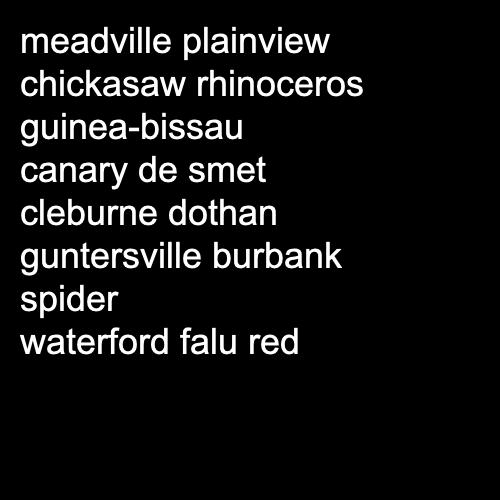 meadville plainview
chickasaw rhinoceros
guinea-bissau
canary de smet
cleburne dothan
guntersville burbank
spider
waterford falu red